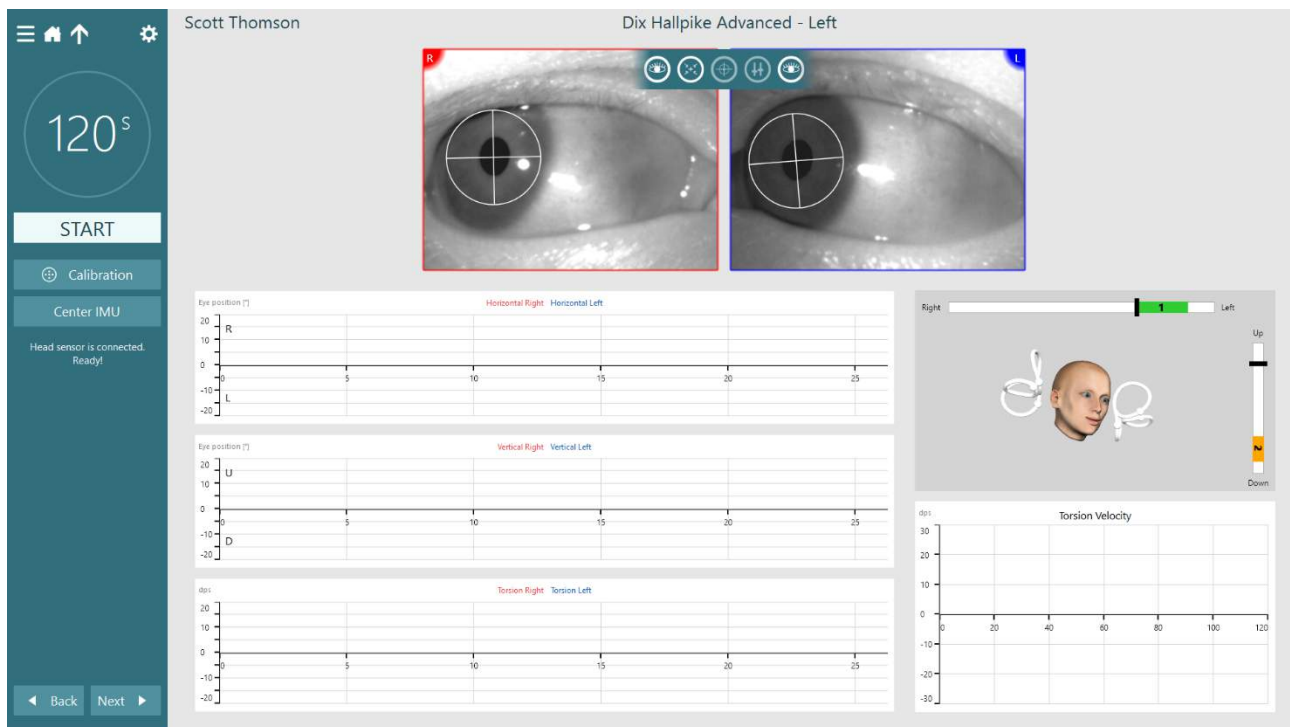 Scott Thomson
Dix Hallpike Advanced - Left
120 s
START
Calibration
Center IMU
Head sensor is connected.
Ready!
Back Next
R
L
Eye position [°]
Horizontal Right Horizontal Left
20
R
10
0
0 5 10 15 20 25
-10
L
-20
Eye position [°]
Vertical Right Vertical Left
20
U
10
0
0 5 10 15 20 25
-10
D
-20
dps
Torsion Right Torsion Left
20
10
0
0 5 10 15 20 25
-10
-20
Right 1 Left
Up
2
Down
dps
Torsion Velocity
30
20
10
0
0 20 40 60 80 100 120
-10
-20
-30